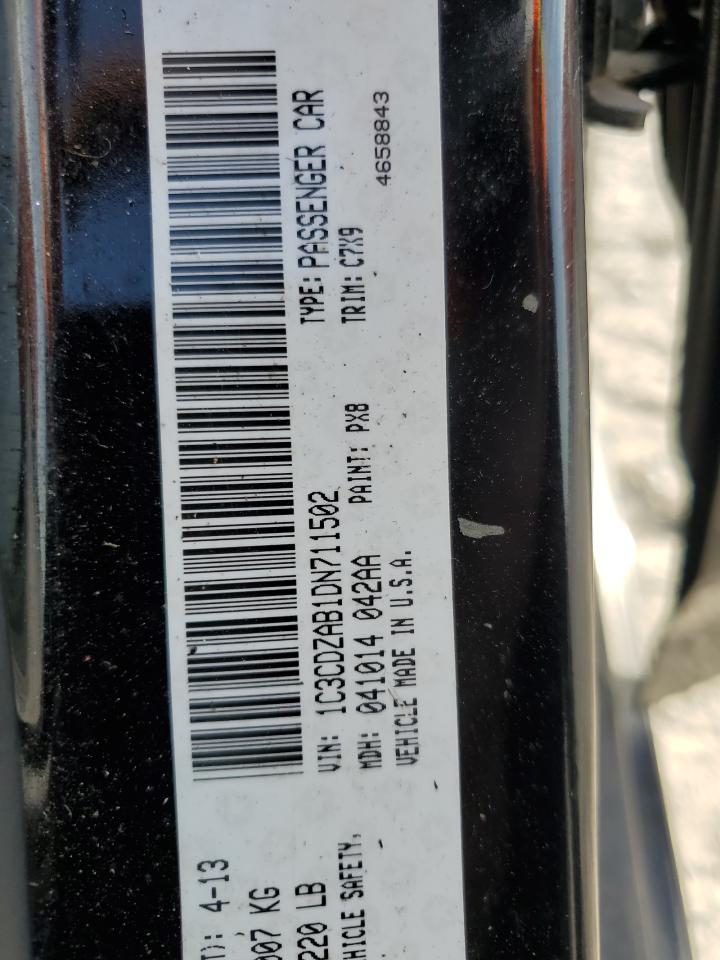 T): 4-13
007 KG
220 LB
HICLE SAFETY,
VIN: 1C3CDZAB1DN711502
TYPE: PASSENGER CAR
MDH: 041014 042AA
PAINT: PX8
TRIM: C7X9
VEHICLE MADE IN U.S.A.
4658843